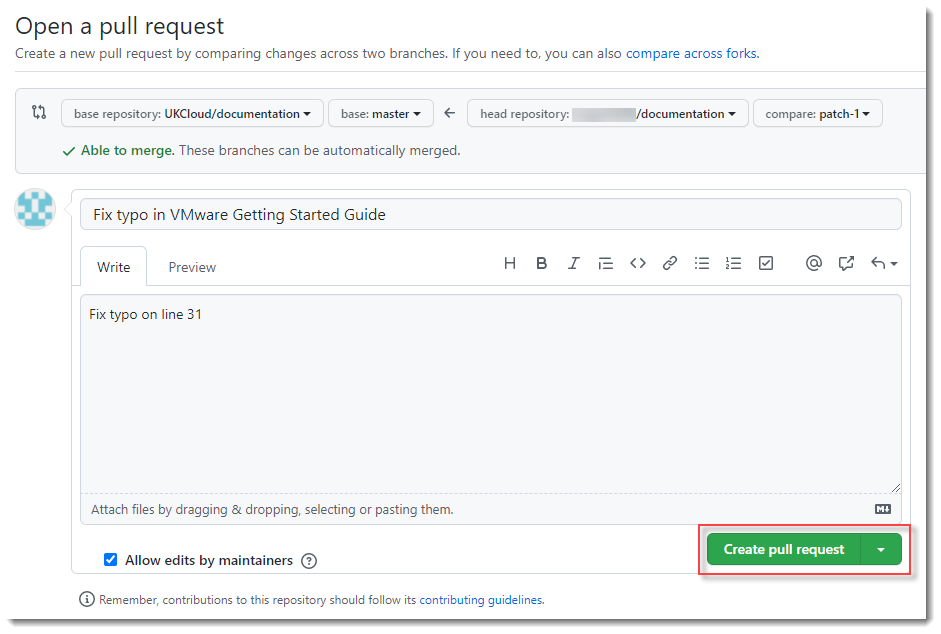 Open a pull request
Create a new pull request by comparing changes across two branches. If you need to, you can also compare across forks.
base repository: UKCloud/documentation base: master ← head repository: /documentation compare: patch-1
Able to merge. These branches can be automatically merged.
Fix typo in VMware Getting Started Guide
Write Preview
Fix typo on line 31
Attach files by dragging & dropping, selecting or pasting them.
Allow edits by maintainers
Create pull request
Remember, contributions to this repository should follow its contributing guidelines.